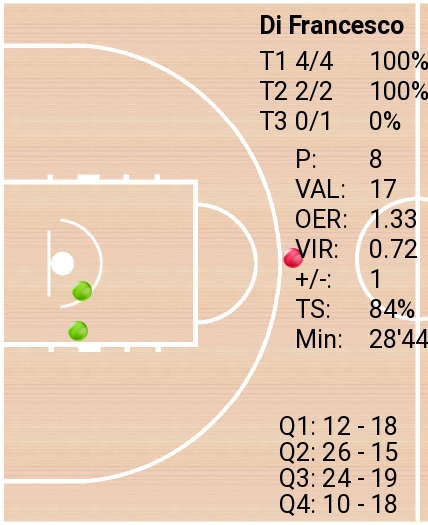 Di Francesco
T1 4/4 100%
T2 2/2 100%
T3 0/1 0%
P: 8
VAL: 17
OER: 1.33
VIR: 0.72
+/-: 1
TS: 84%
Min: 28'44
Q1: 12 - 18
Q2: 26 - 15
Q3: 24 - 19
Q4: 10 - 18